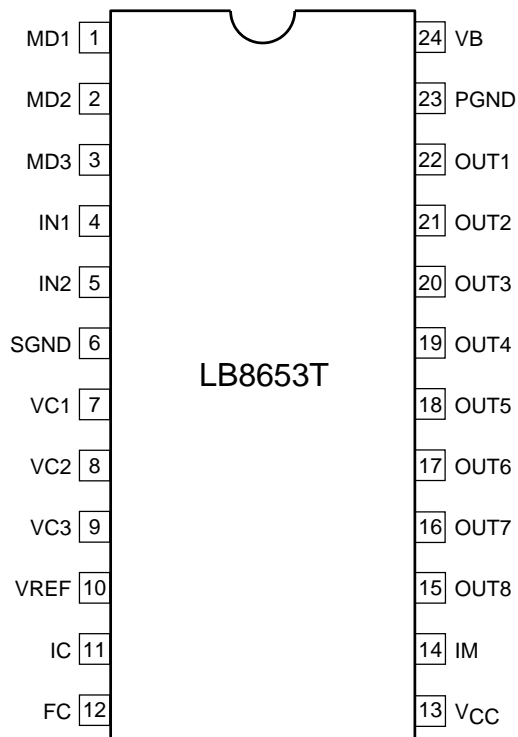 MD1 1 24 VB
MD2 2 23 PGND
MD3 3 22 OUT1
IN1 4 21 OUT2
IN2 5 20 OUT3
SGND 6 19 OUT4
LB8653T
VC1 7 18 OUT5
VC2 8 17 OUT6
VC3 9 16 OUT7
VREF 10 15 OUT8
IC 11 14 IM
FC 12 13 VCC